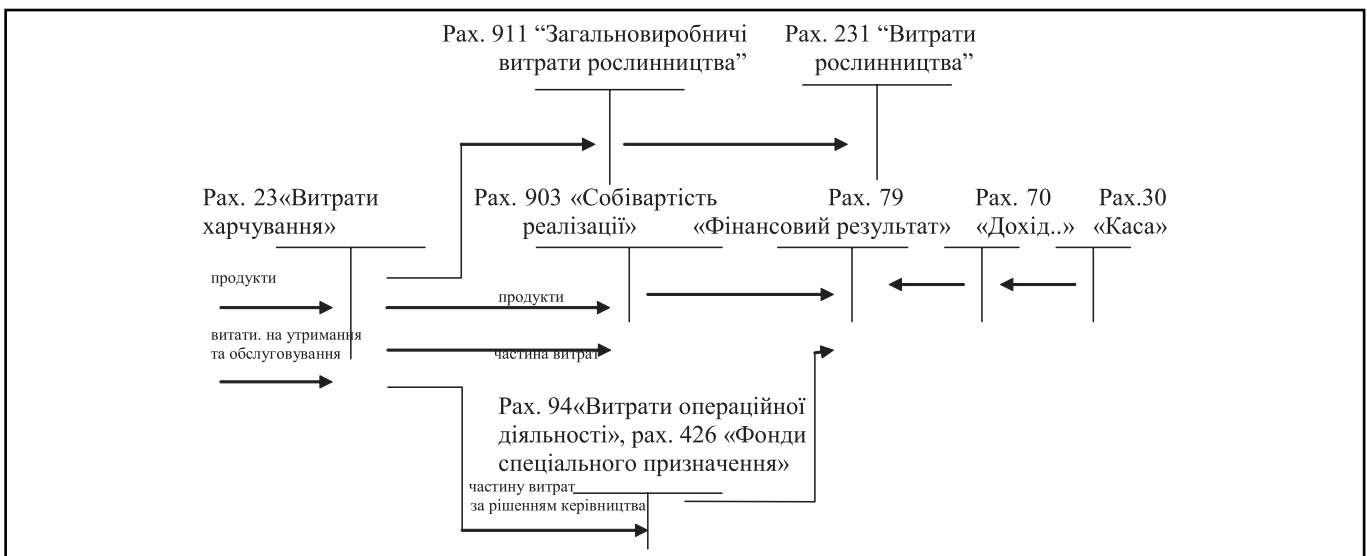 Рах. 911 “Загальновиробничі
витрати рослинництва”
Рах. 231 “Витрати
рослинництва”
Рах. 23«Витрати
харчування»
Рах. 903 «Собівартість
реалізації»
Рах. 79
«Фінансовий результат»
Рах. 70
«Дохід..»
Рах.30
«Каса»
продукти
витати. на утримання
та обслуговування
продукти
частина витрат
Рах. 94«Витрати операційної
діяльності», рах. 426 «Фонди
спеціального призначення»
частину витрат
за рішенням керівництва